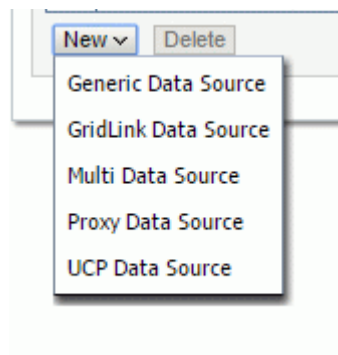 New Delete
Generic Data Source
GridLink Data Source
Multi Data Source
Proxy Data Source
UCP Data Source